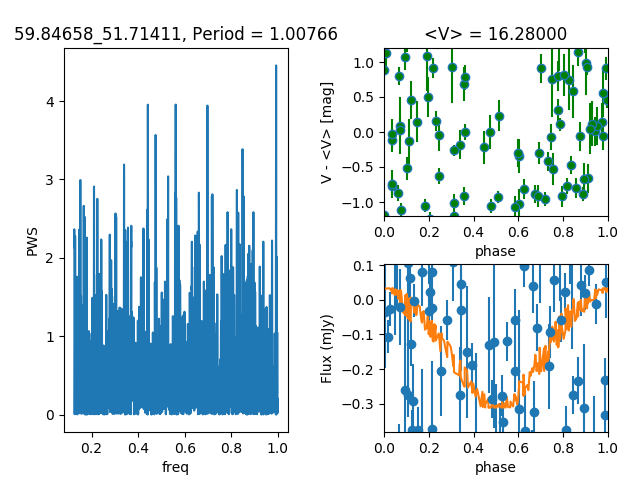 59.84658_51.71411, Period = 1.00766
PWS
4
3
2
1
0
0.2 0.4 0.6 0.8 1.0
freq
<V> = 16.28000
V - <V> [mag]
1.0
0.5
0.0
−0.5
−1.0
0.0 0.2 0.4 0.6 0.8 1.0
phase
Flux (mJy)
0.1
0.0
−0.1
−0.2
−0.3
0.0 0.2 0.4 0.6 0.8 1.0
phase